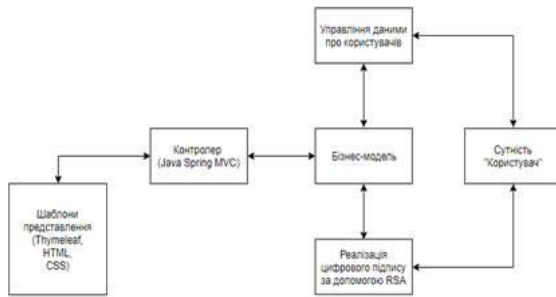 Управління даними
про користувачів
Контролер
(Java Spring MVC)
Бізнес-модель
Сутність
"Користувач"
Шаблони
представлення
(Thymeleaf,
HTML,
CSS)
Реалізація
цифрового підпису
за допомогою RSA